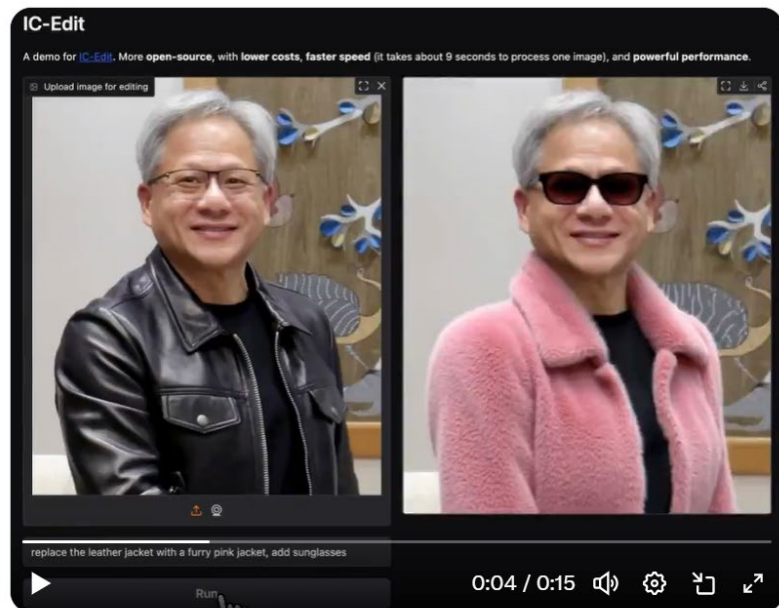 IC-Edit
A demo for IC-Edit. More open-source, with lower costs, faster speed (it takes about 9 seconds to process one image), and powerful performance.
Upload image for editing
replace the leather jacket with a furry pink jacket, add sunglasses
Run
0:04 / 0:15